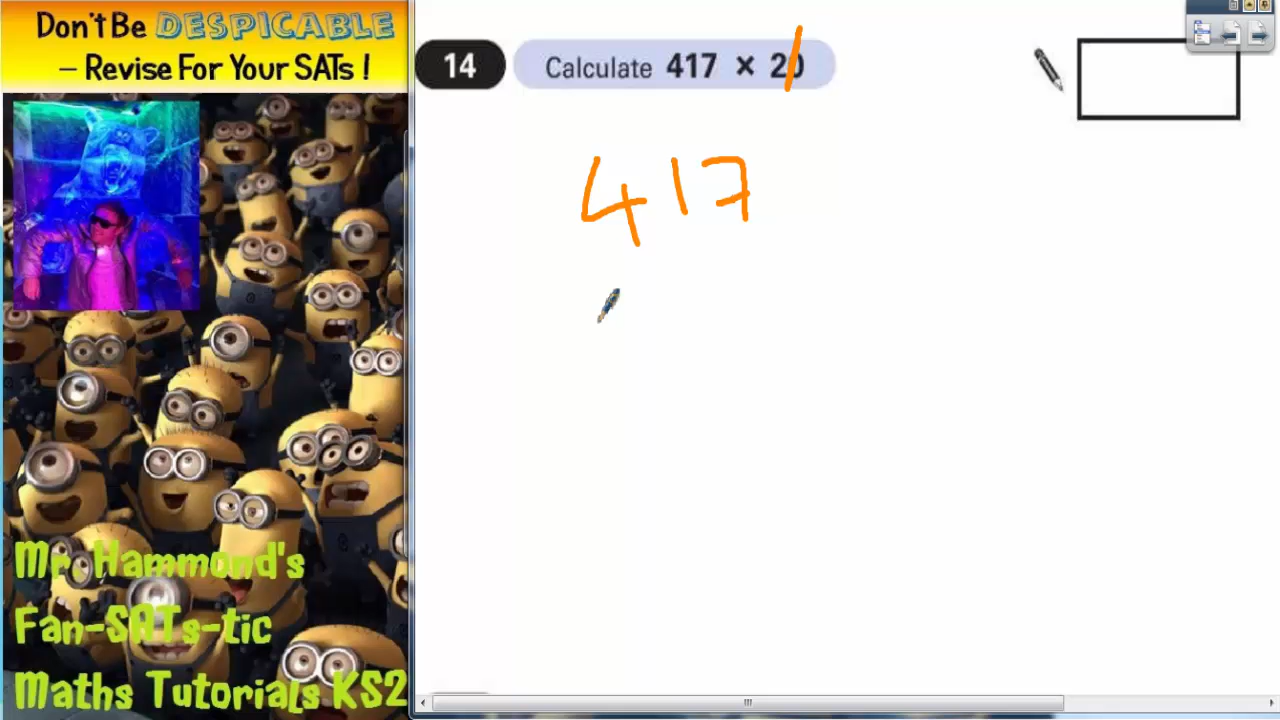 Don't Be DESPICABLE
– Revise For Your SATs !
14 Calculate 417 × 20
417
Mr. Hammond's
Fan-SATs-tic
Maths Tutorials KS2